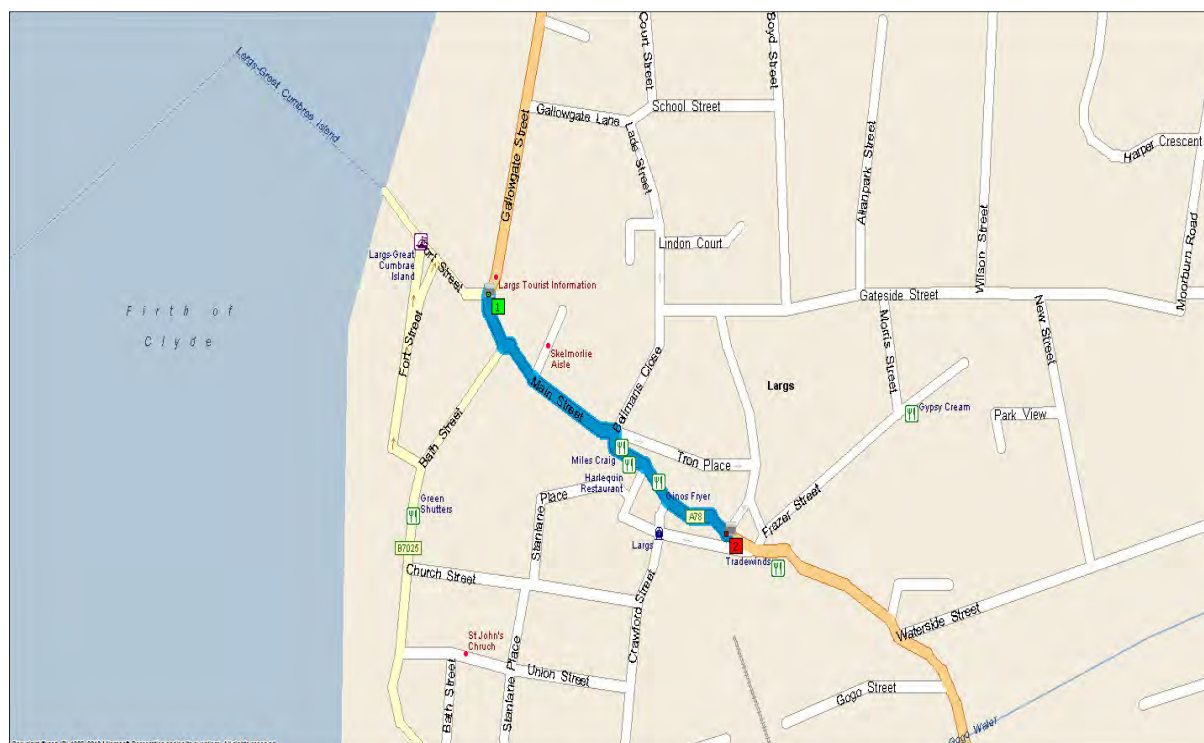 Largs-Great Cumbrae Island
Court Street
Boyd Street
Gallowgate Lane
School Street
Lade Street
Gallowgate Street
Allanpark Street
Wilson Street
Harper Crescent
Moorburn Road
Lindon Court
Largs-Great
Cumbrae
Island
Fort Street
Largs Tourist Information
1
Gateside Street
Firth of
Clyde
Fort Street
Skelmorlie
Aisle
Main Street
Bellmans Close
Morris Street
New Street
Largs
Gypsy Cream
Park View
Bath Street
Miles Craig
Tron Place
Harlequin
Restaurant
Ginos Fryer
Stanlane Place
Green
Shutters
A78
Frazer Street
Largs
2
Tradewinds
B7025
Church Street
Crawford Street
Waterside Street
St John's
Chruch
Stanlane Place
Union Street
Bath Street
Gogo Street
Gogo Water